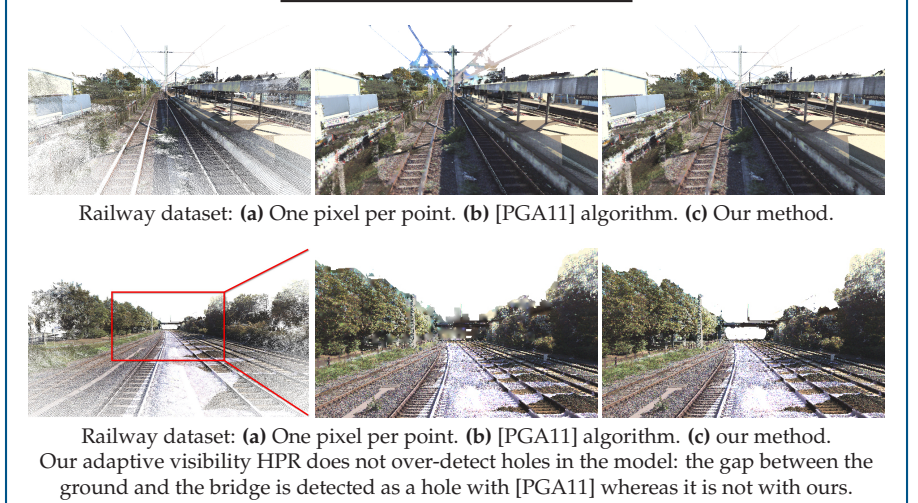 Railway dataset: (a) One pixel per point. (b) [PGA11] algorithm. (c) Our method.
Railway dataset: (a) One pixel per point. (b) [PGA11] algorithm. (c) our method.
Our adaptive visibility HPR does not over-detect holes in the model: the gap between the
ground and the bridge is detected as a hole with [PGA11] whereas it is not with ours.